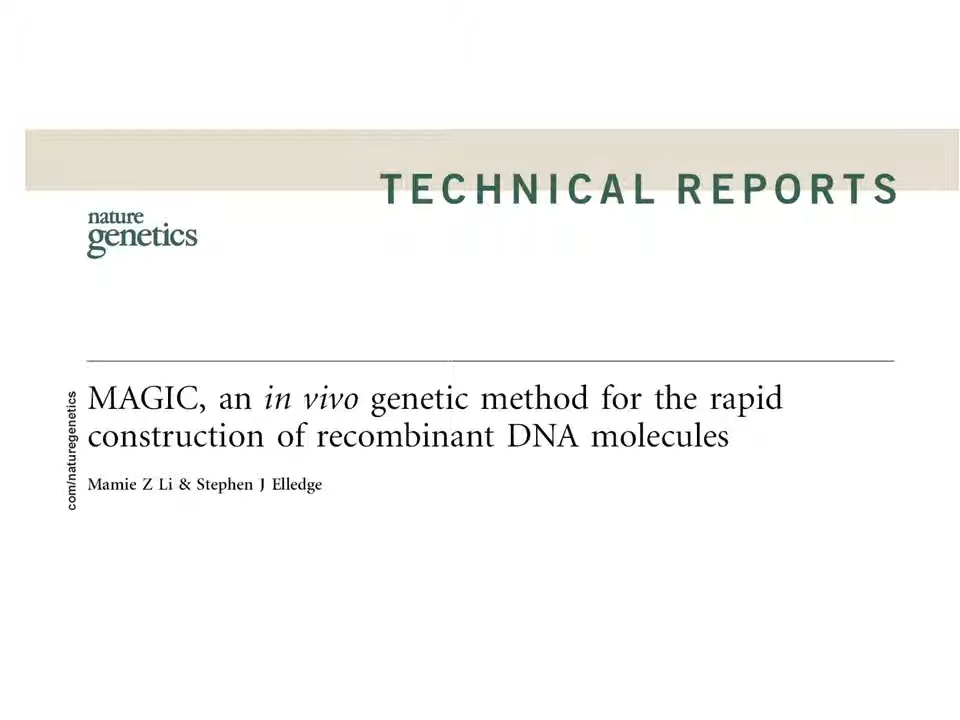 TECHNICAL REPORTS
nature
genetics
com/naturegenetics
MAGIC, an in vivo genetic method for the rapid
construction of recombinant DNA molecules
Mamie Z Li & Stephen J Elledge